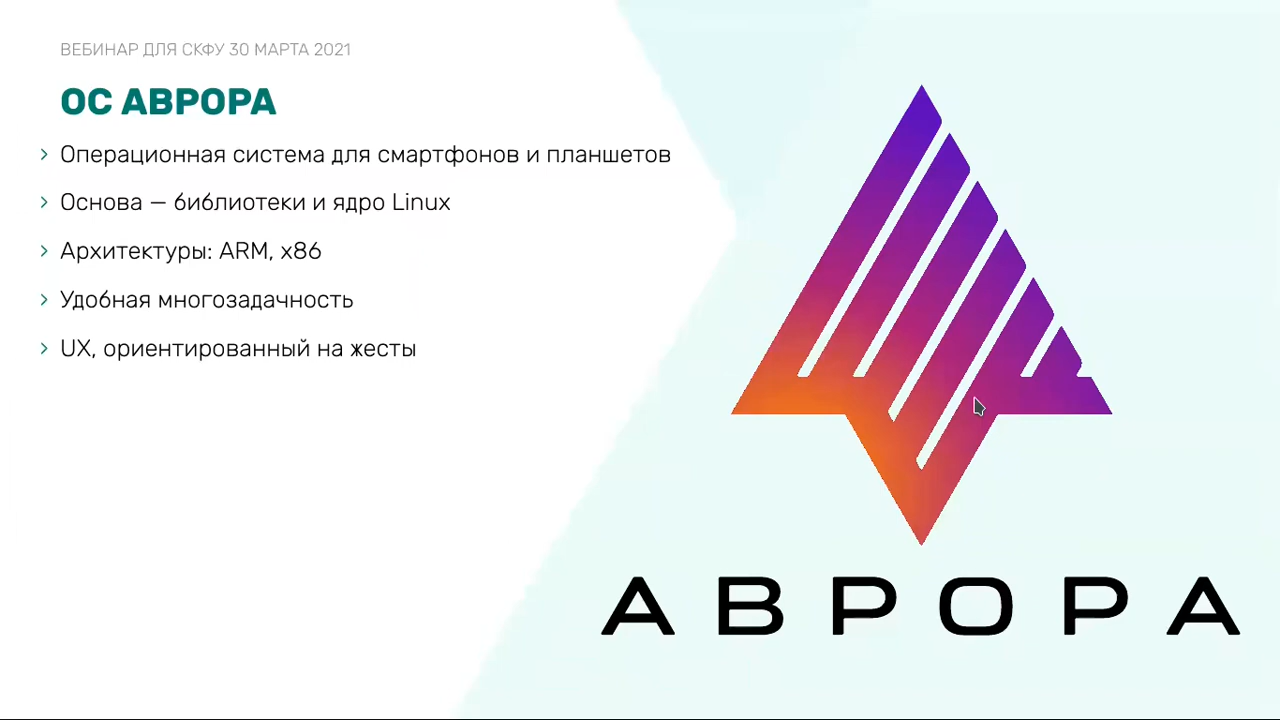 ВЕБИНАР ДЛЯ СКФУ 30 МАРТА 2021
ОС АВРОРА
› Операционная система для смартфонов и планшетов
› Основа — библиотеки и ядро Linux
› Архитектуры: ARM, x86
› Удобная многозадачность
› UX, ориентированный на жесты
АВРОРА